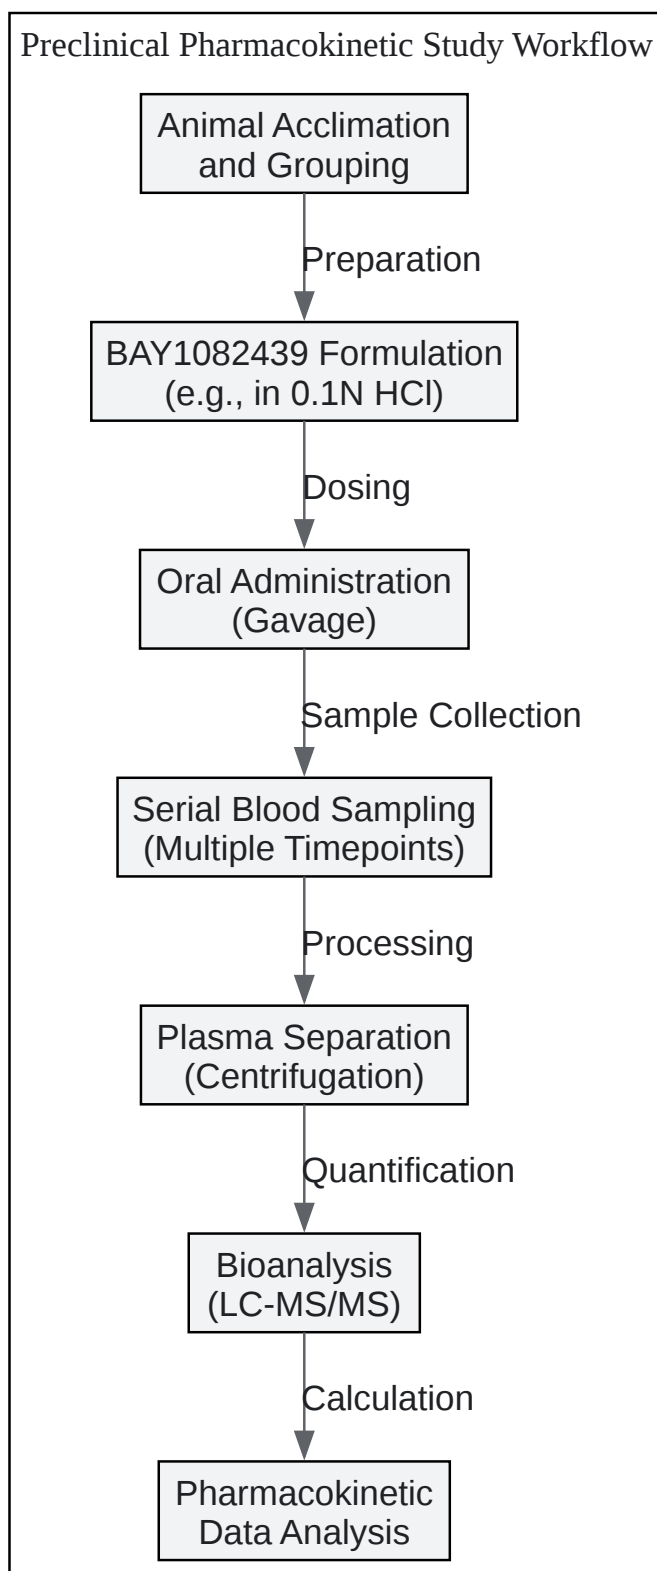 Preclinical Pharmacokinetic Study Workflow
Animal Acclimation
and Grouping
Preparation
BAY1082439 Formulation
(e.g., in 0.1N HCl)
Dosing
Oral Administration
(Gavage)
Sample Collection
Serial Blood Sampling
(Multiple Timepoints)
Processing
Plasma Separation
(Centrifugation)
Quantification
Bioanalysis
(LC-MS/MS)
Calculation
Pharmacokinetic
Data Analysis